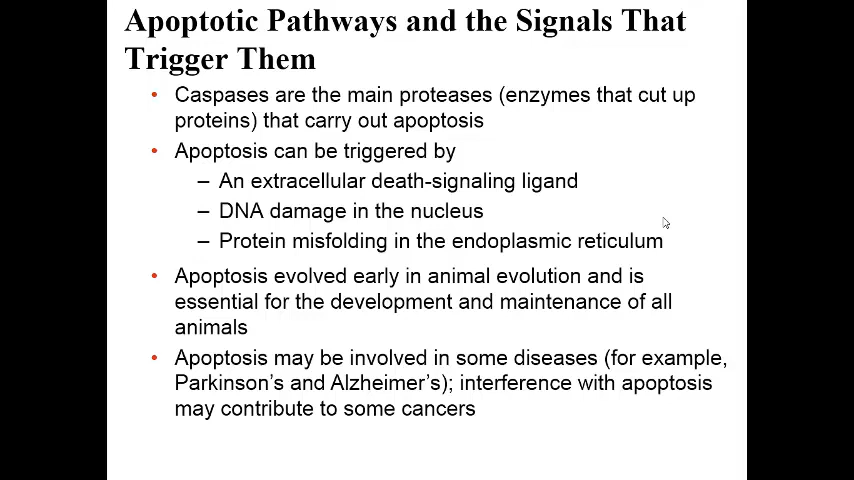 Apoptotic Pathways and the Signals That
Trigger Them
• Caspases are the main proteases (enzymes that cut up
proteins) that carry out apoptosis
• Apoptosis can be triggered by
– An extracellular death-signaling ligand
– DNA damage in the nucleus
– Protein misfolding in the endoplasmic reticulum
• Apoptosis evolved early in animal evolution and is
essential for the development and maintenance of all
animals
• Apoptosis may be involved in some diseases (for example,
Parkinson’s and Alzheimer’s); interference with apoptosis
may contribute to some cancers